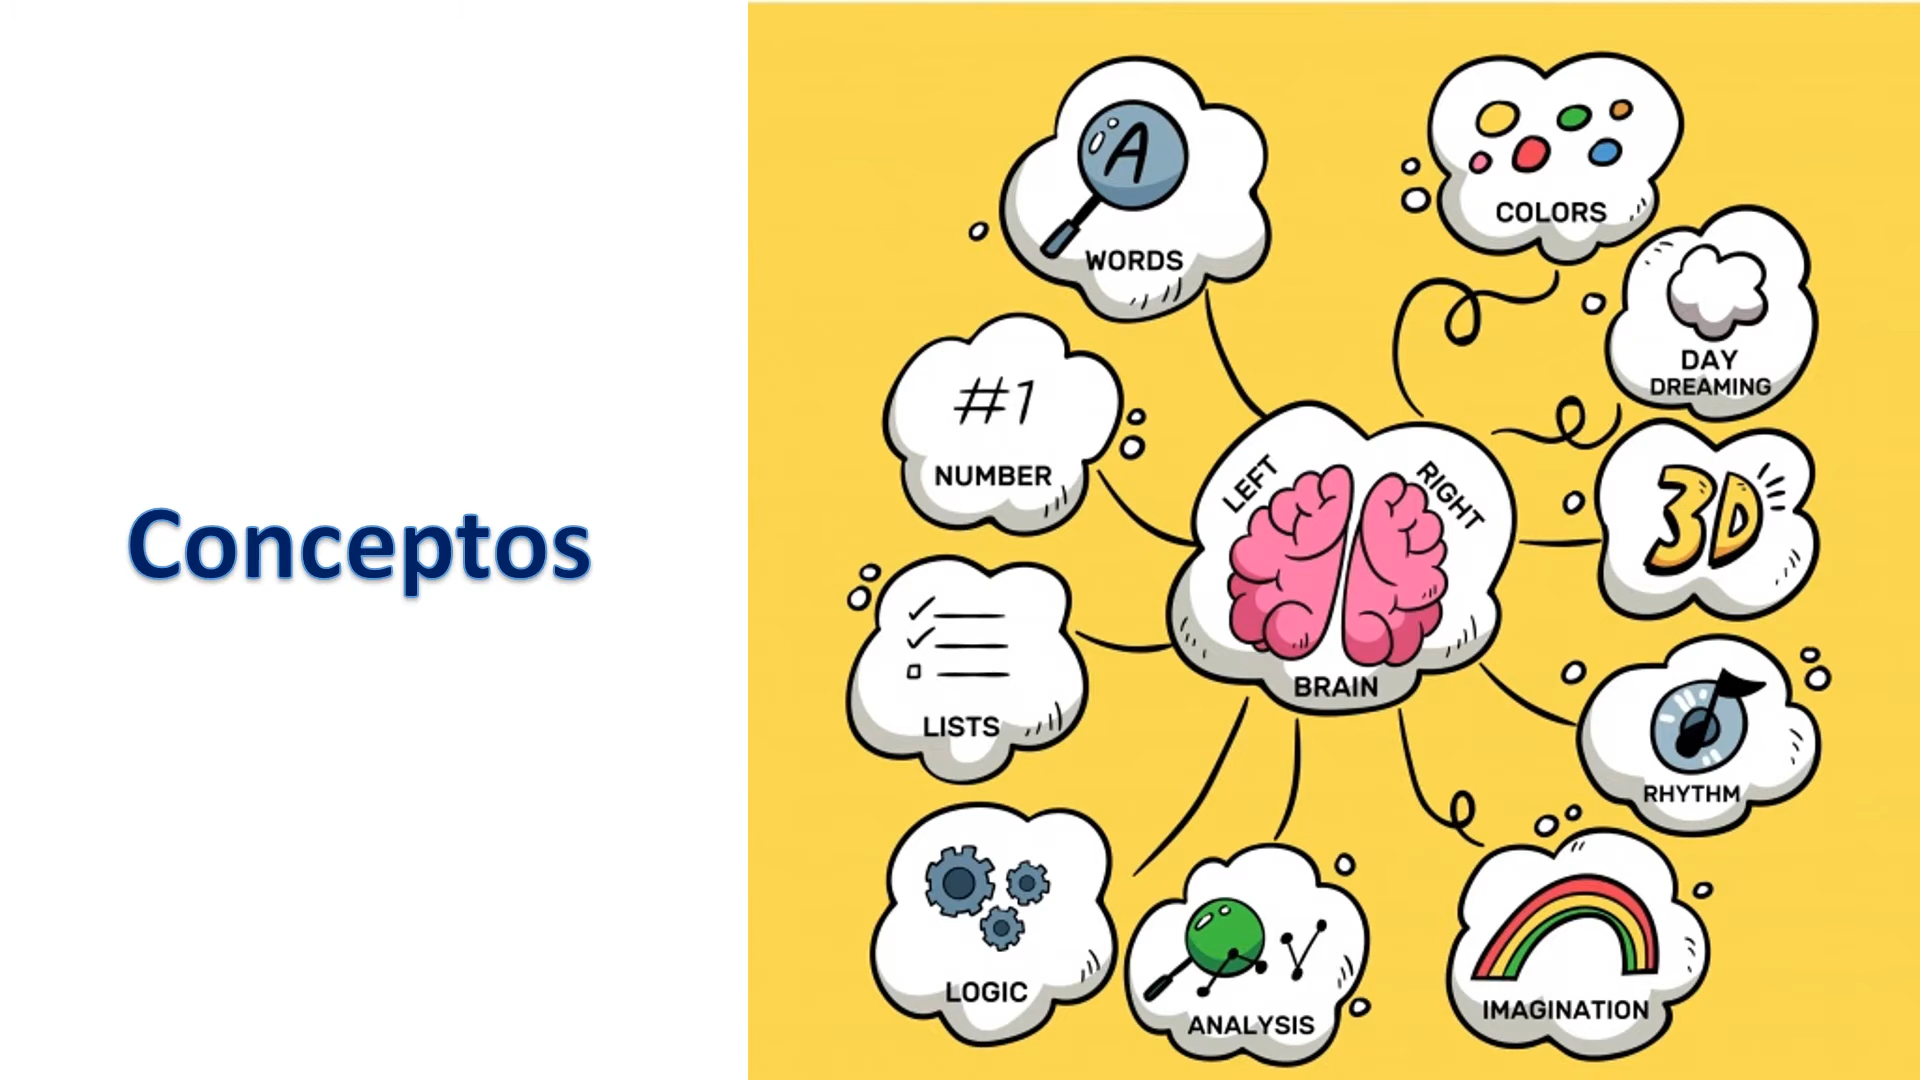 Conceptos
A
WORDS
COLORS
DAY
DREAMING
#1
NUMBER
LEFT
RIGHT
3D
BRAIN
LISTS
RHYTHM
LOGIC
ANALYSIS
IMAGINATION